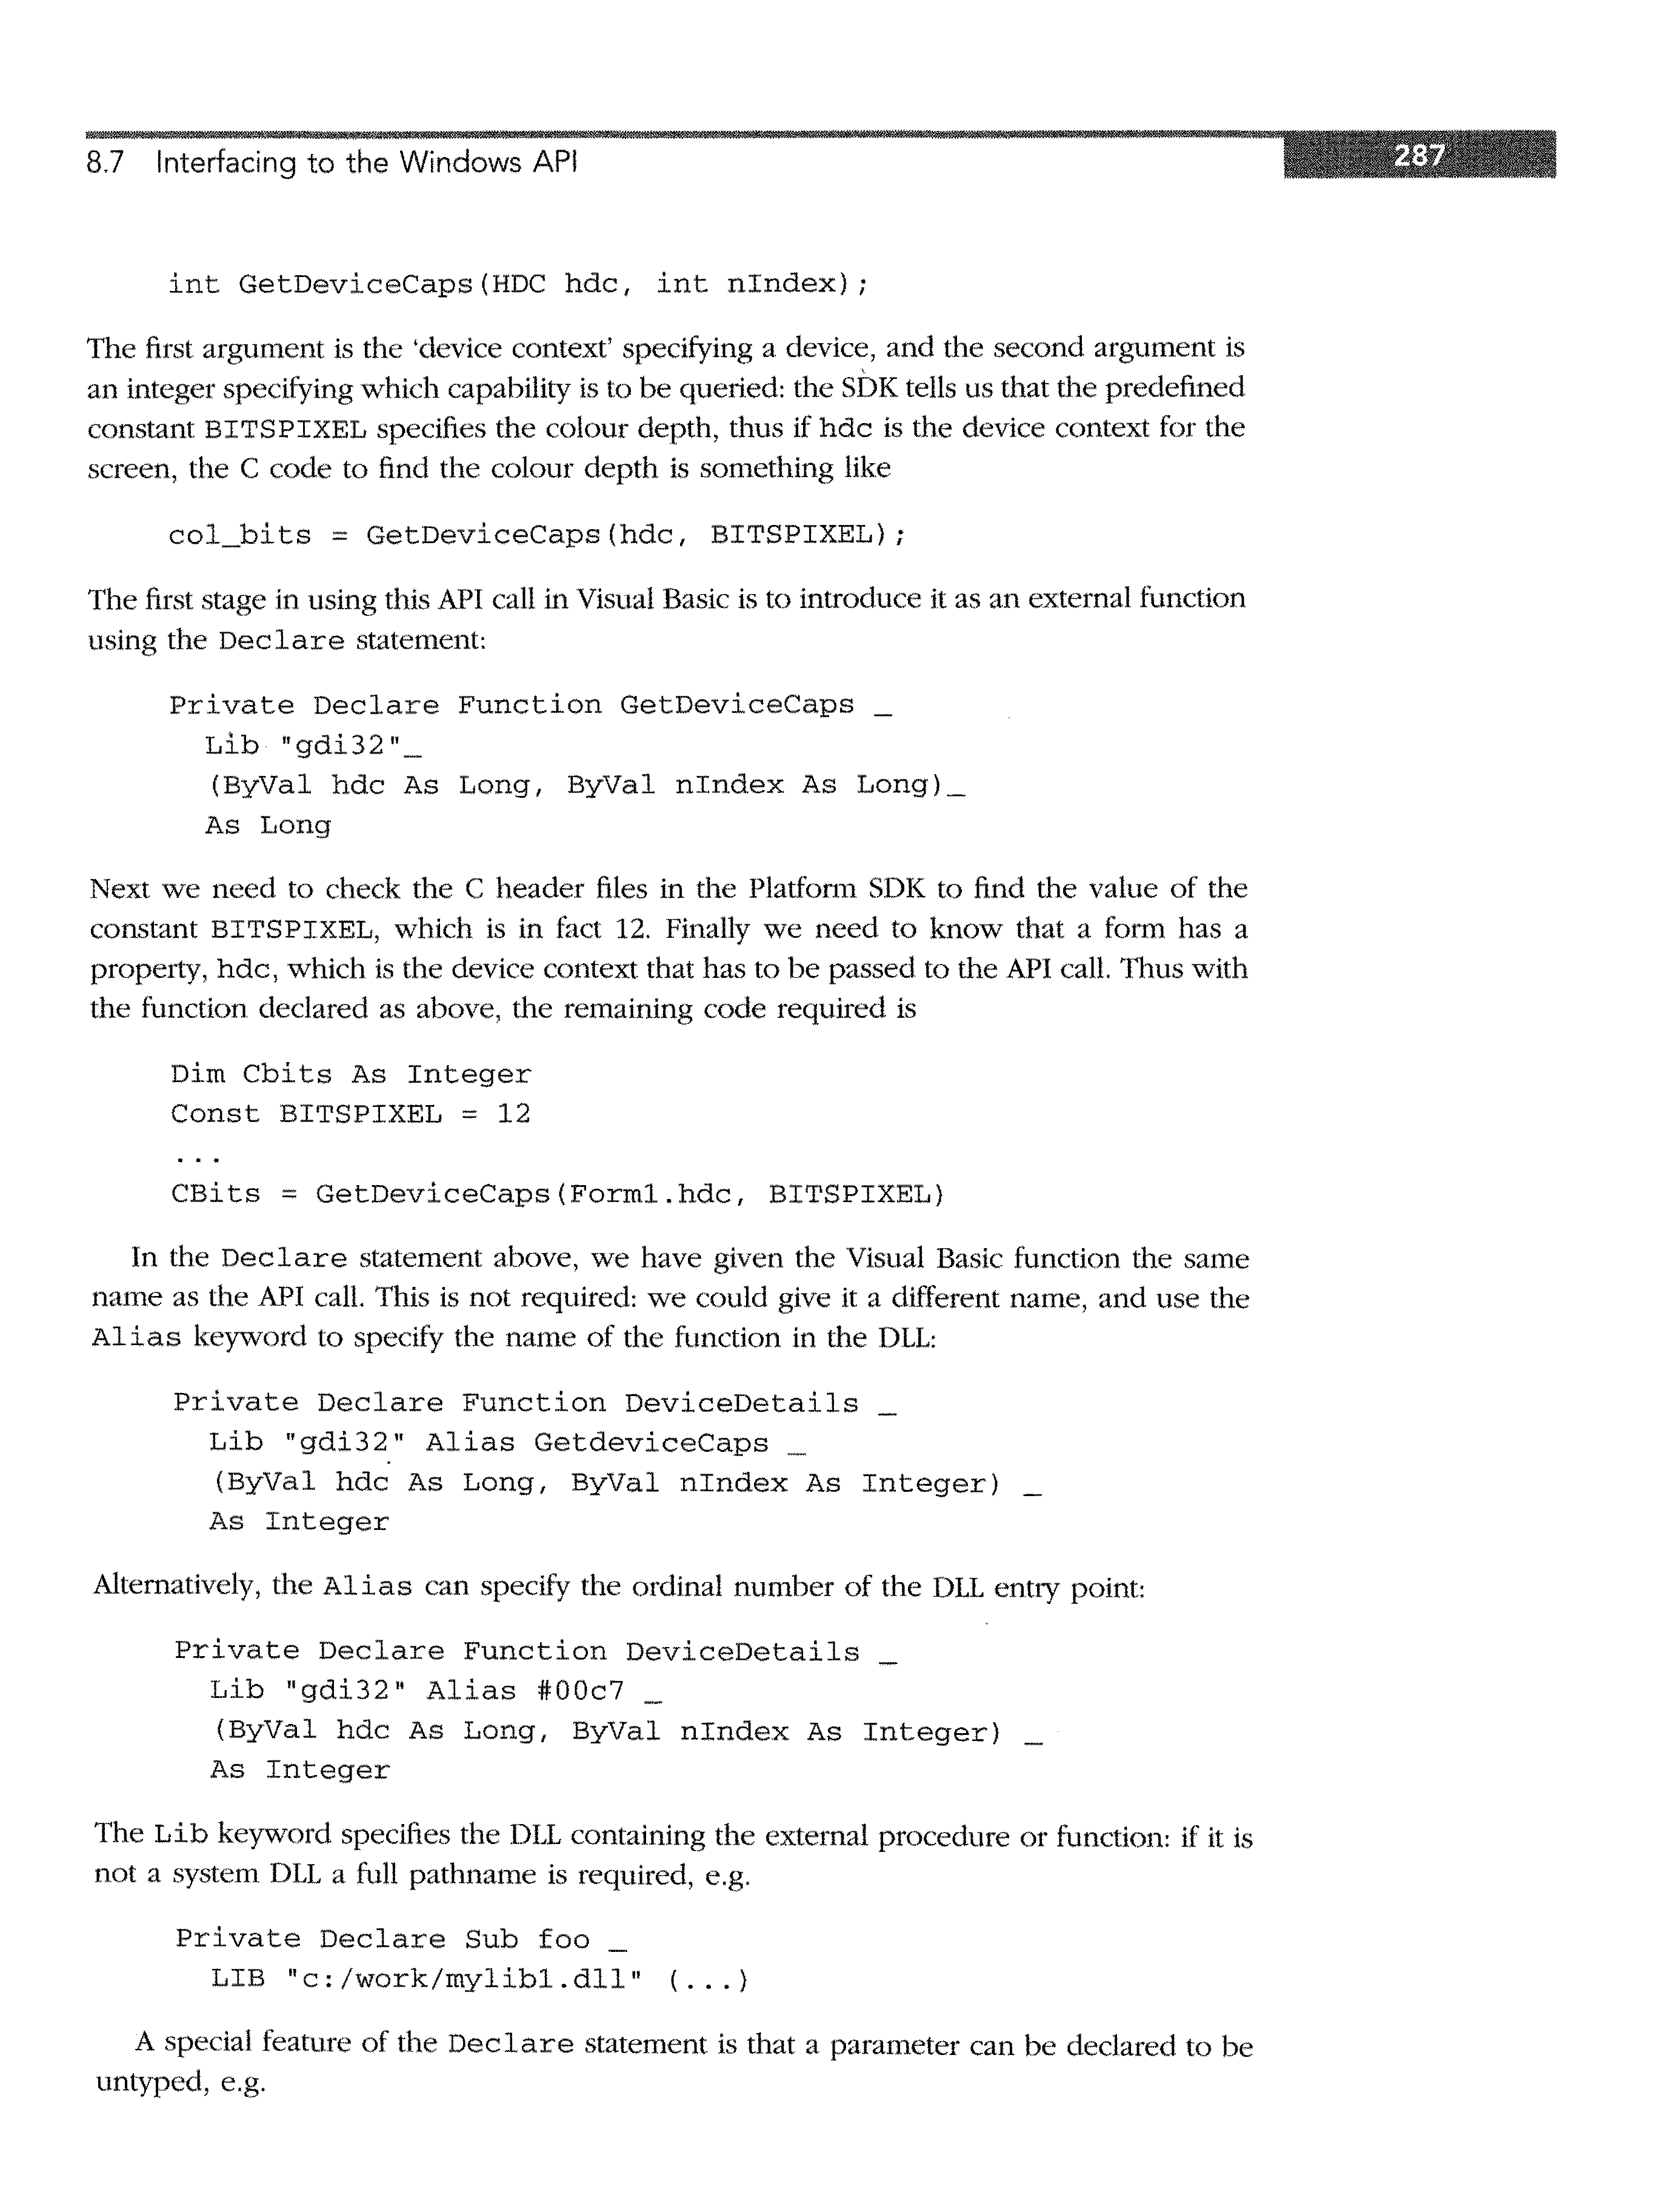 8.7 Interfacing to the Windows API 287
int GetDeviceCaps(HDC hdc, int nIndex);
The first argument is the ‘device context’ specifying a device, and the second argument is
an integer specifying which capability is to be queried: the SDK tells us that the predefined
constant BITSPIXEL specifies the colour depth, thus if hdc is the device context for the
screen, the C code to find the colour depth is something like
col_bits = GetDeviceCaps(hdc, BITSPIXEL);
The first stage in using this API call in Visual Basic is to introduce it as an external function
using the Declare statement:
Private Declare Function GetDeviceCaps _
Lib "gdi32"_
(ByVal hdc As Long, ByVal nIndex As Long)_
As Long
Next we need to check the C header files in the Platform SDK to find the value of the
constant BITSPIXEL, which is in fact 12. Finally we need to know that a form has a
property, hdc, which is the device context that has to be passed to the API call. Thus with
the function declared as above, the remaining code required is
Dim Cbits As Integer
Const BITSPIXEL = 12
...
CBits = GetDeviceCaps(Form1.hdc, BITSPIXEL)
In the Declare statement above, we have given the Visual Basic function the same
name as the API call. This is not required: we could give it a different name, and use the
Alias keyword to specify the name of the function in the DLL:
Private Declare Function DeviceDetails _
Lib "gdi32" Alias GetdeviceCaps _
(ByVal hdc As Long, ByVal nIndex As Integer) _
As Integer
Alternatively, the Alias can specify the ordinal number of the DLL entry point:
Private Declare Function DeviceDetails _
Lib "gdi32" Alias #00c7 _
(ByVal hdc As Long, ByVal nIndex As Integer) _
As Integer
The Lib keyword specifies the DLL containing the external procedure or function: if it is
not a system DLL a full pathname is required, e.g.
Private Declare Sub foo _
LIB "c:/work/mylib1.dll" (...)
A special feature of the Declare statement is that a parameter can be declared to be
untyped, e.g.